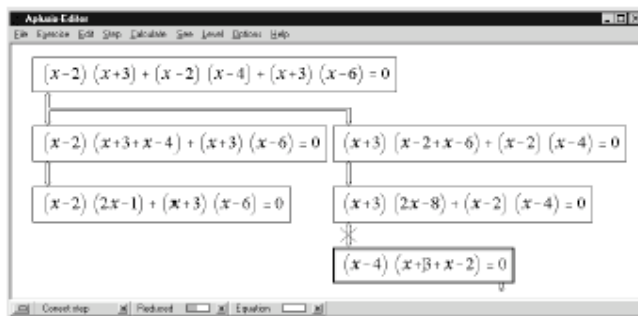 Aplusix-Editor
File Exercise Edit Step Calculate See Level Options Help
(x−2) (x+3) + (x−2) (x−4) + (x+3) (x−6) = 0
(x−2) (x+3+x−4) + (x+3) (x−6) = 0
(x+3) (x−2+x−6) + (x−2) (x−4) = 0
(x−2) (2x−1) + (x+3) (x−6) = 0
(x+3) (2x−8) + (x−2) (x−4) = 0
(x−4) (x+3+x−2) = 0
Correct step Reduced Equation